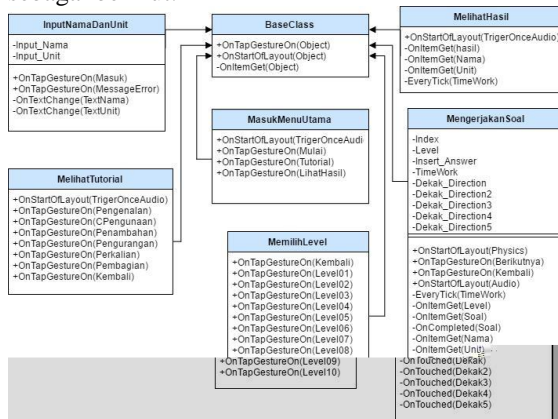 InputNamaDanUnit
-Input_Nama
-Input_Unit
+OnTapGestureOn(Masuk)
+OnTapGestureOn(MessageError)
-OnTextChange(TextNama)
-OnTextChange(TextUnit)
BaseClass
+OnTapGestureOn(Object)
+OnStartOfLayout(Object)
-OnItemGet(Object)
MelihatHasil
+OnStartOfLayout(TrigerOnceAudio)
-OnItemGet(hasil)
-OnItemGet(Nama)
-OnItemGet(Unit)
-EveryTick(TimeWork)
MasukMenuUtama
+OnStartOfLayout(TrigerOnceAudi
+OnTapGestureOn(Mulai)
+OnTapGestureOn(Tutorial)
+OnTapGestureOn(LihatHasil)
MengerjakanSoal
-Index
-Level
-Insert_Answer
-TimeWork
-Dekak_Direction
-Dekak_Direction2
-Dekak_Direction3
-Dekak_Direction4
-Dekak_Direction5
+OnStartOfLayout(Physics)
+OnTapGestureOn(Berikutnya)
+OnTapGestureOn(Kembali)
+OnStartOfLayout(Audio)
-EveryTick(TimeWork)
-OnItemGet(Level)
-OnItemGet(Soal)
-OnCompleted(Soal)
-OnItemGet(Nama)
-OnItemGet(Unit)
-OnTouched(Dekak)
-OnTouched(Dekak2)
-OnTouched(Dekak3)
-OnTouched(Dekak4)
-OnTouched(Dekak5)
MelihatTutorial
+OnStartOfLayout(TrigerOnceAudio)
+OnTapGestureOn(Pengenalan)
+OnTapGestureOn(CPengunaan)
+OnTapGestureOn(Penambahan)
+OnTapGestureOn(Pengurangan)
+OnTapGestureOn(Perkalian)
+OnTapGestureOn(Pembagian)
+OnTapGestureOn(Kembali)
MemilihLevel
+OnTapGestureOn(Kembali)
+OnTapGestureOn(Level01)
+OnTapGestureOn(Level02)
+OnTapGestureOn(Level03)
+OnTapGestureOn(Level04)
+OnTapGestureOn(Level05)
+OnTapGestureOn(Level06)
+OnTapGestureOn(Level07)
+OnTapGestureOn(Level08)
+OnTapGestureOn(Level09)
+OnTapGestureOn(Level10)